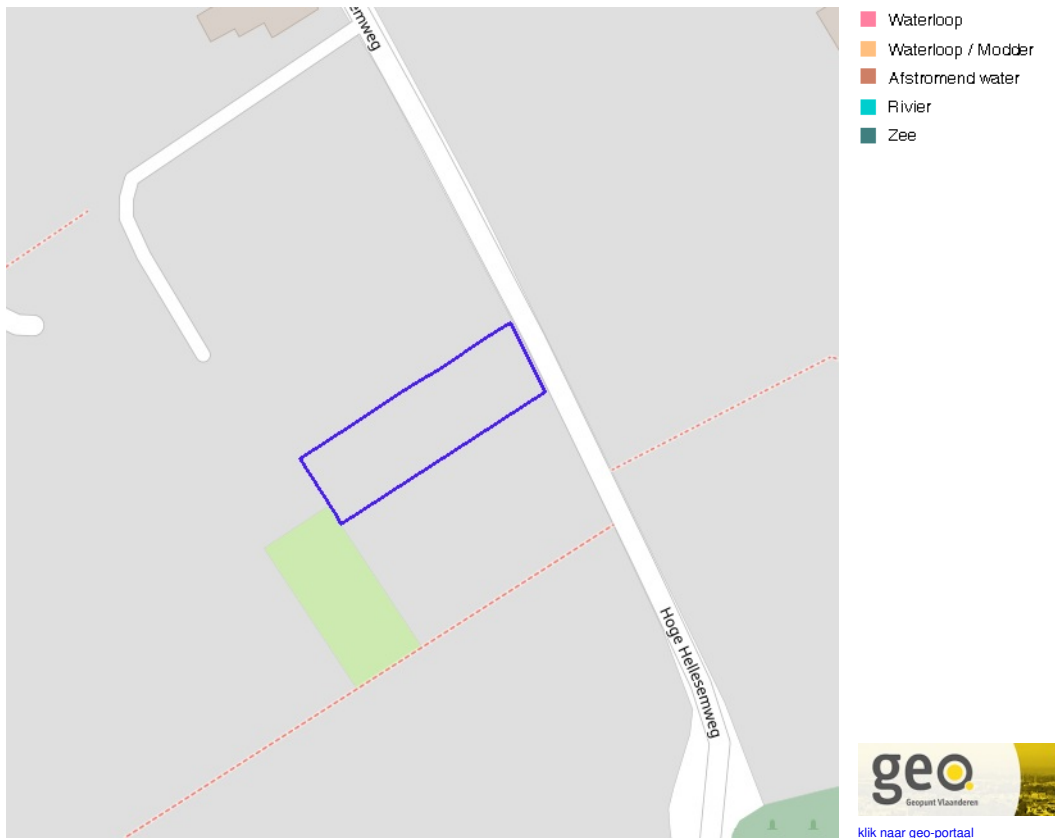 emweg
Hoge Hellesemweg
Waterloop
Waterloop / Modder
Afstromend water
Rivier
Zee
geo.
Geopunt Vlaanderen
klik naar geo-portaal